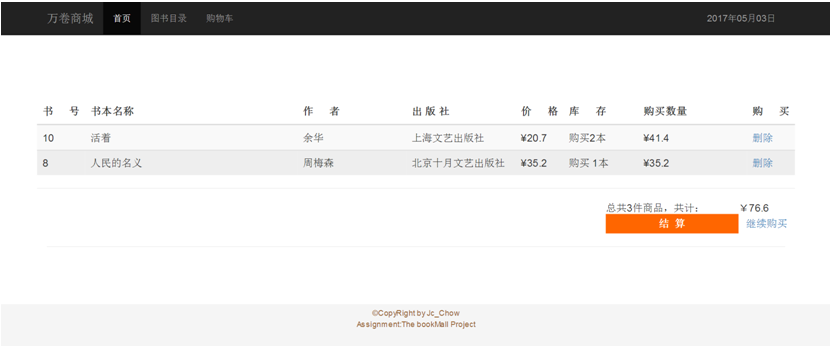 万卷商城 首页 图书目录 购物车 2017年05月03日
书 号 书本名称 作 者 出 版 社 价 格 库 存 购买数量 购 买
10 活着 余华 上海文艺出版社 ¥20.7 购买2本 ¥41.4 删除
8 人民的名义 周梅森 北京十月文艺出版社 ¥35.2 购买 1本 ¥35.2 删除
总共3件商品，共计： ￥76.6
结 算 继续购买
©CopyRight by Jc_Chow
Assignment:The bookMall Project